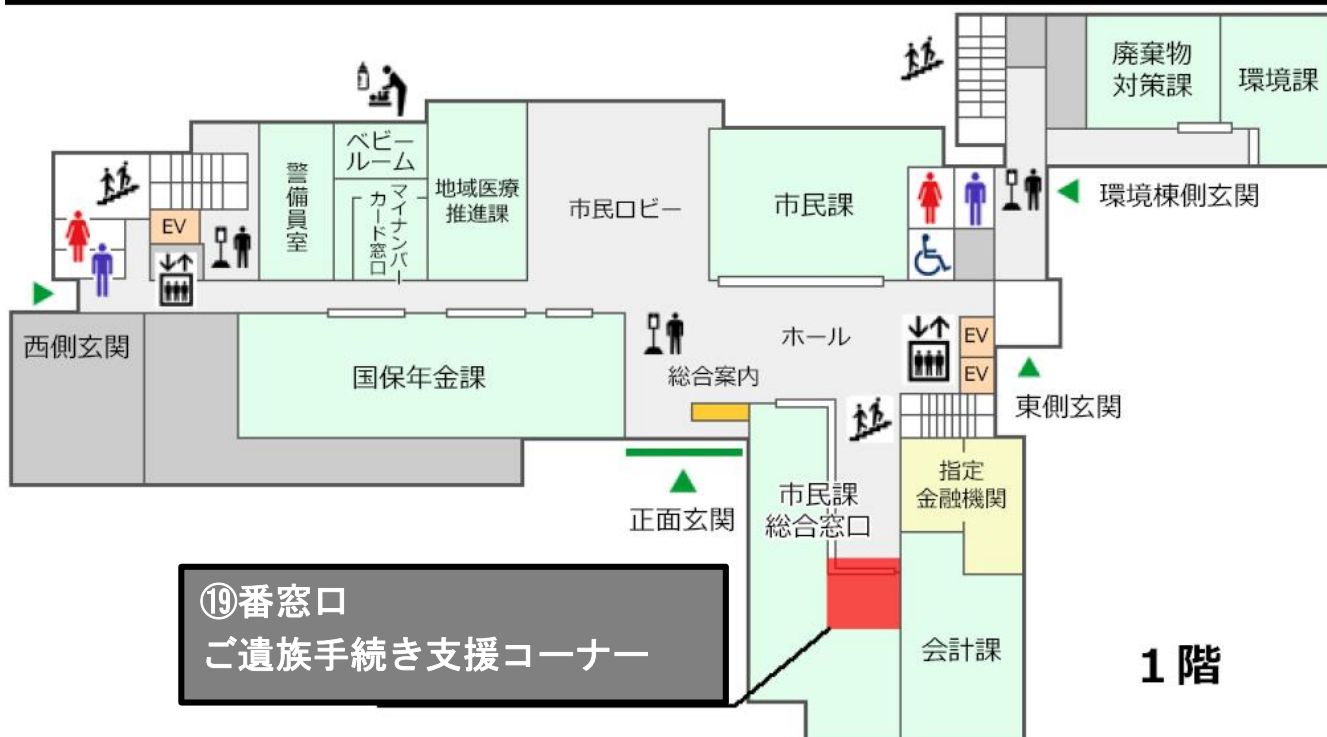 廃棄物
対策課
環境課
警備員室
ベビー
ルーム
マイナンバー
カード窓口
地域医療
推進課
市民ロビー
市民課
環境棟側玄関
EV
西側玄関
国保年金課
総合案内
ホール
EV
EV
東側玄関
正面玄関
市民課
総合窓口
指定
金融機関
⑲番窓口
ご遺族手続き支援コーナー
会計課
1階